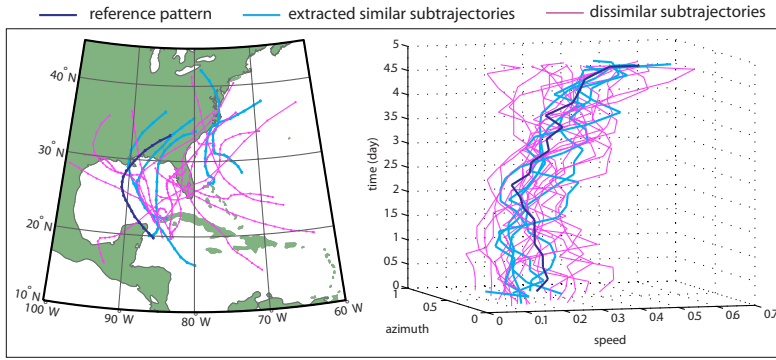 reference pattern
extracted similar subtrajectories
dissimilar subtrajectories
40° N
30° N
20° N
10° N
100° W
90° W
80° W
70° W
60° W
5
4.5
4
3.5
3
2.5
2
1.5
1
0.5
0
time (day)
1
0.5
0
azimuth
0
0.1
0.2
0.3
0.4
0.5
0.6
0.7
speed